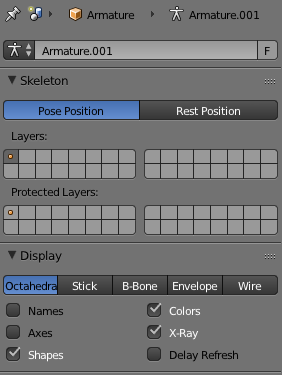 Armature Armature.001
Armature.001 F
Skeleton
Pose Position Rest Position
Layers:
Protected Layers:
Display
Octahedra Stick B-Bone Envelope Wire
Names Colors
Axes X-Ray
Shapes Delay Refresh